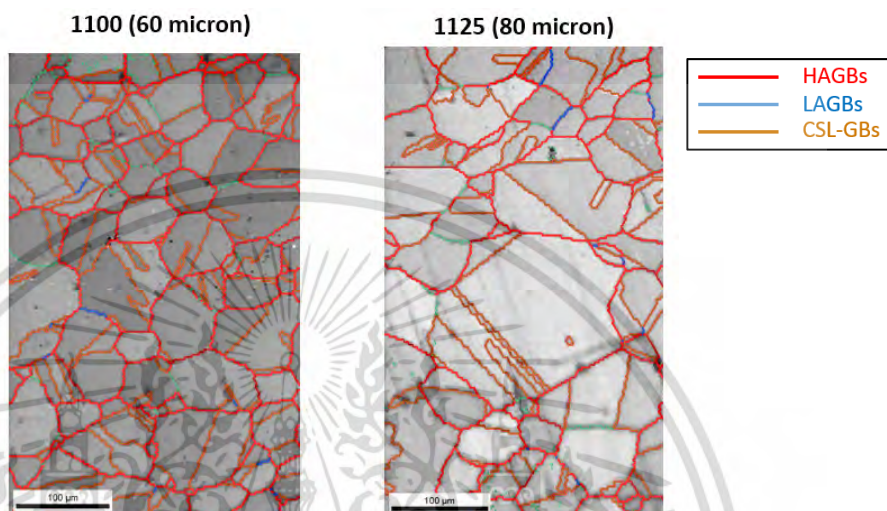 1100 (60 micron)
1125 (80 micron)
HAGBs
LAGBs
CSL-GBs
100 µm
100 µm